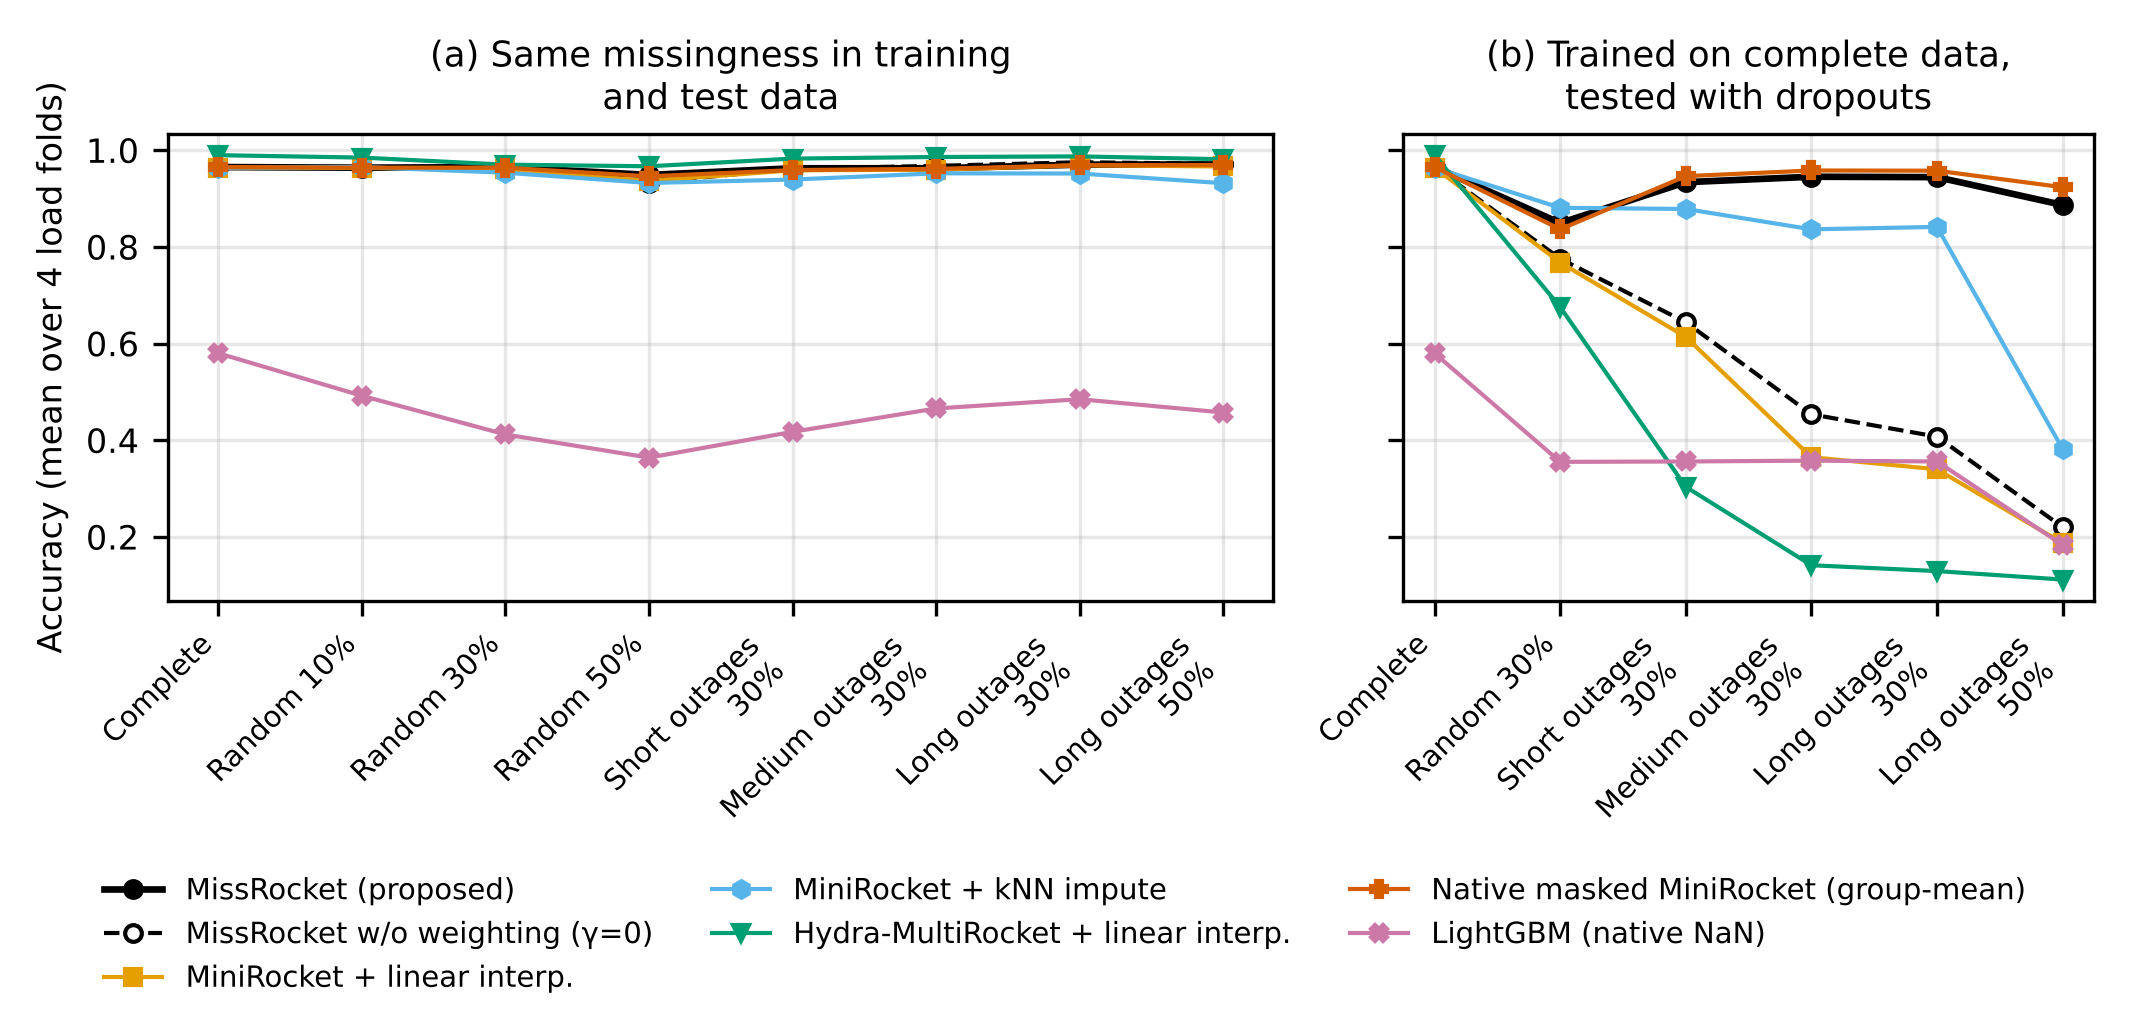 (a) Same missingness in training
and test data
(b) Trained on complete data,
tested with dropouts
Accuracy (mean over 4 load folds)
1.0
0.8
0.6
0.4
0.2
Complete
Random 10%
Random 30%
Random 50%
Short outages
30%
Medium outages
30%
Long outages
30%
Long outages
50%
Complete
Random 30%
Short outages
30%
Medium outages
30%
Long outages
30%
Long outages
50%
MissRocket (proposed)
MissRocket w/o weighting (γ=0)
MiniRocket + linear interp.
MiniRocket + kNN impute
Hydra-MultiRocket + linear interp.
Native masked MiniRocket (group-mean)
LightGBM (native NaN)